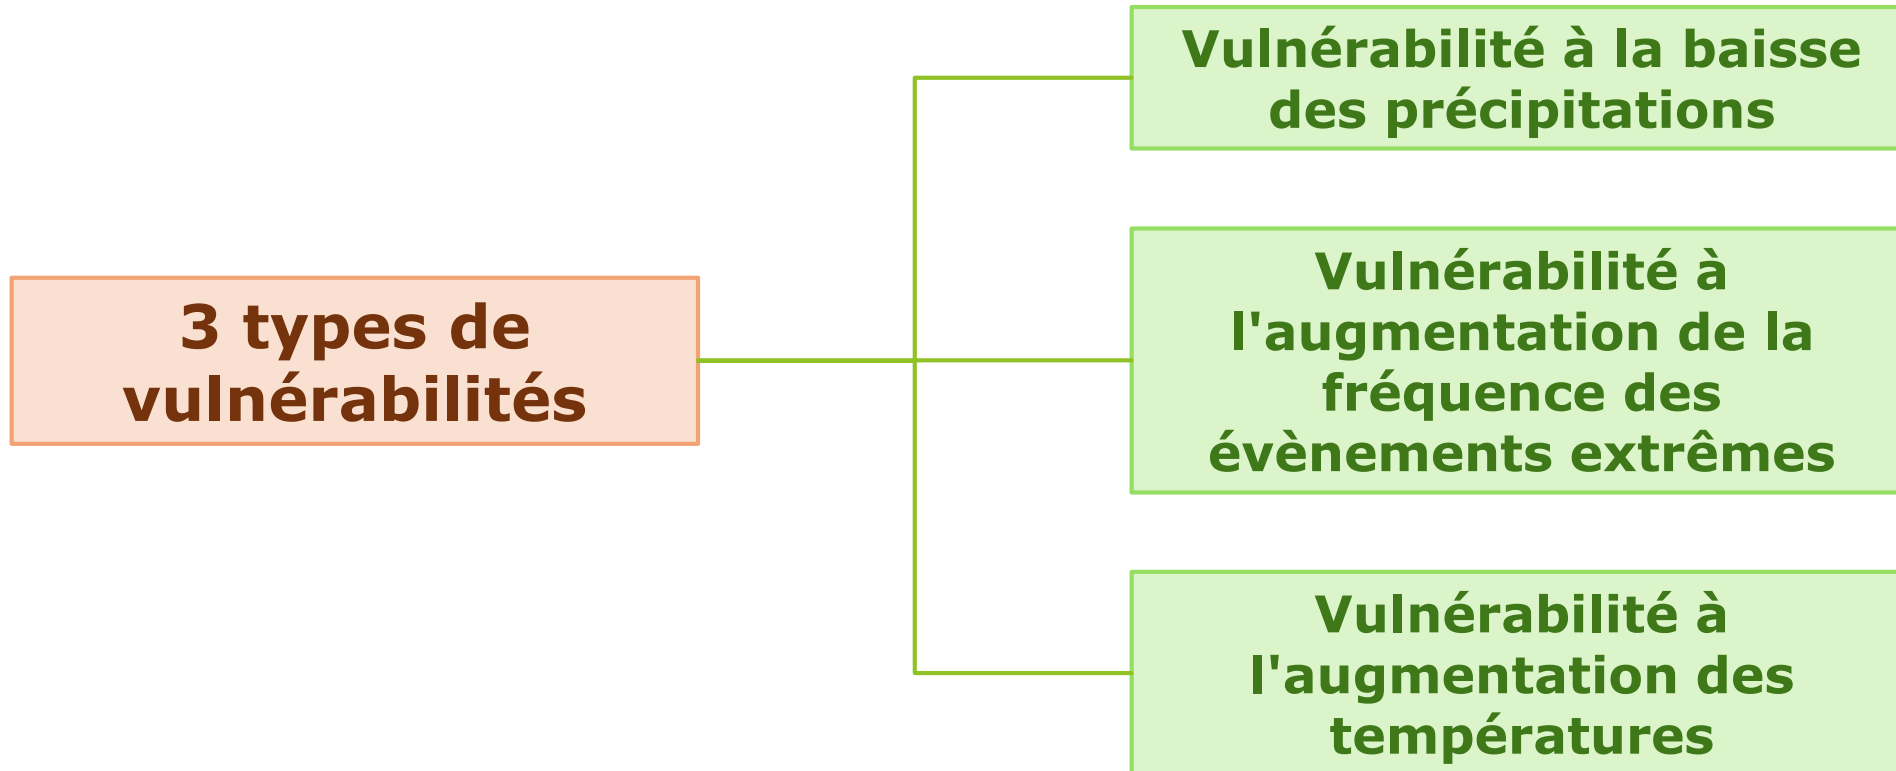 Vulnérabilité à la baisse
des précipitations
3 types de
vulnérabilités
Vulnérabilité à
l'augmentation de la
fréquence des
évènements extrêmes
Vulnérabilité à
l'augmentation des
températures